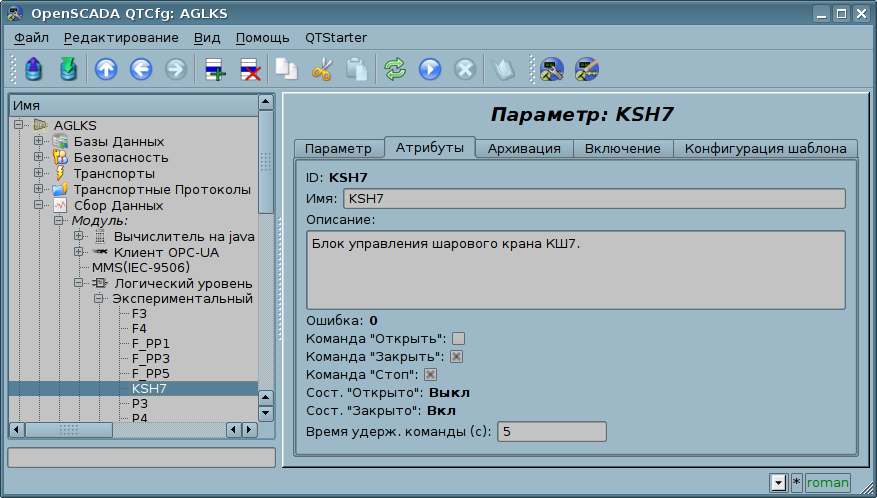 OpenSCADA QTCfg: AGLKS
Файл Редактирование Вид Помощь QTStarter
Имя
AGLKS
Базы Данных
Безопасность
Транспорты
Транспортные Протоколы
Сбор Данных
Модуль:
Вычислитель на java
Клиент OPC-UA
MMS(IEC-9506)
Логический уровень
Экспериментальный
F3
F4
F_PP1
F_PP3
F_PP5
KSH7
P3
P4
Параметр: KSH7
Параметр Атрибуты Архивация Включение Конфигурация шаблона
ID: KSH7
Имя: KSH7
Описание:
Блок управления шарового крана КШ7.
Ошибка: 0
Команда "Открыть":
Команда "Закрыть":
Команда "Стоп":
Сост. "Открыто": Выкл
Сост. "Закрыто": Вкл
Время удерж. команды (с): 5
* roman